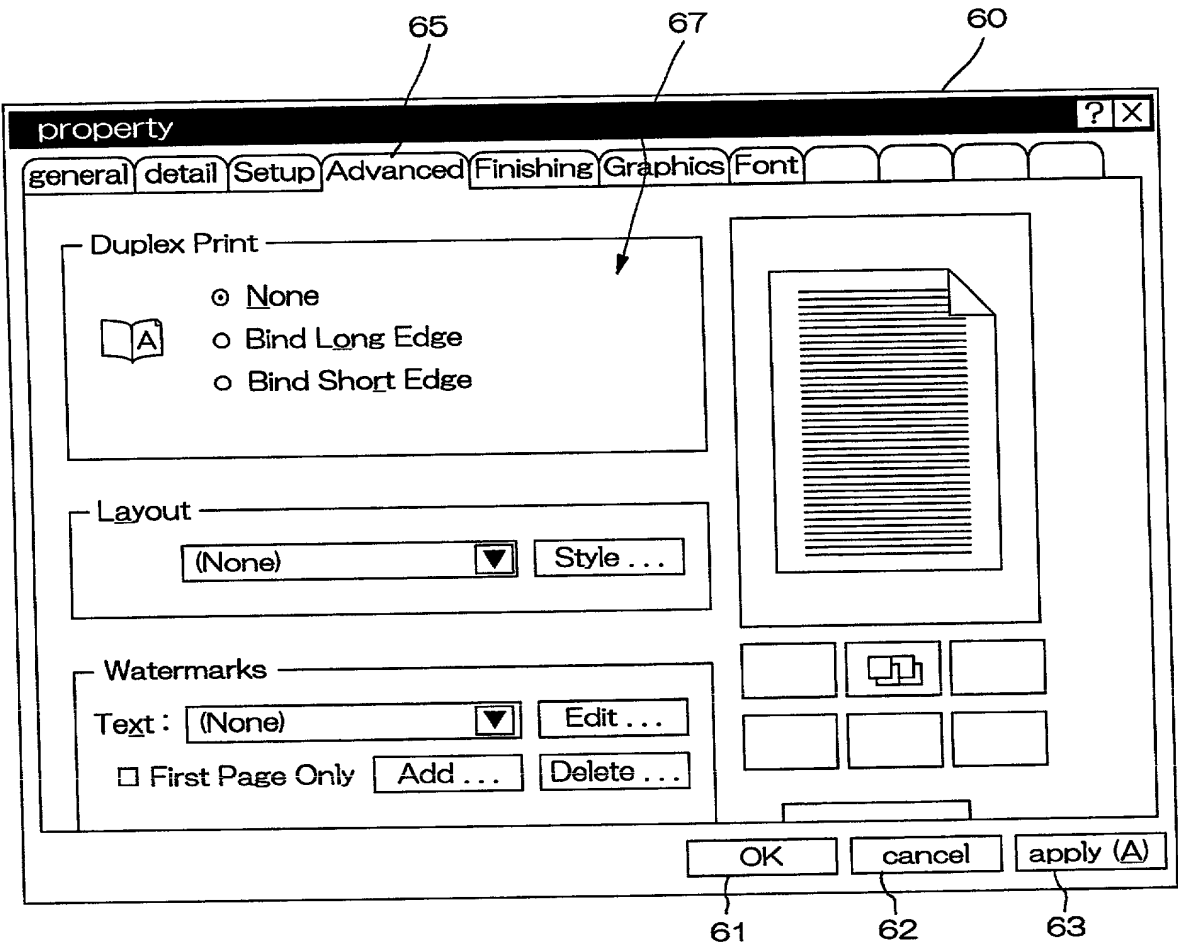 65 67 60
property ? X
general detail Setup Advanced Finishing Graphics Font
Duplex Print
None
A Bind Long Edge
Bind Short Edge
Layout
(None) Style . . .
Watermarks
Text : (None) Edit . . .
First Page Only Add . . . Delete . . .
OK cancel apply (A)
61 62 63